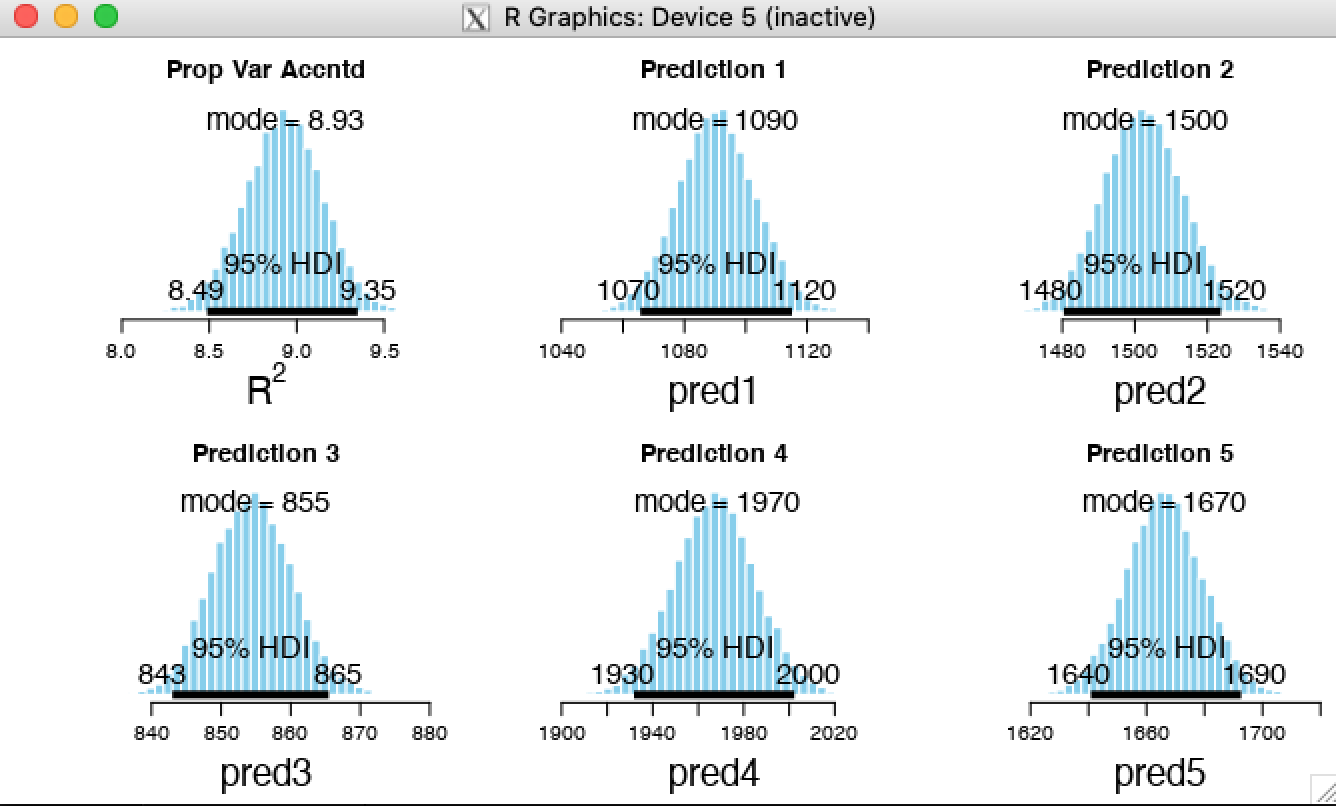 R Graphics: Device 5 (inactive)
Prop Var Accntd
mode = 8.93
95% HDI
8.49 9.35
8.0 8.5 9.0 9.5
R²
Prediction 1
mode = 1090
95% HDI
1070 1120
1040 1080 1120
pred1
Prediction 2
mode = 1500
95% HDI
1480 1520
1480 1500 1520 1540
pred2
Prediction 3
mode = 855
95% HDI
843 865
840 850 860 870 880
pred3
Prediction 4
mode = 1970
95% HDI
1930 2000
1900 1940 1980 2020
pred4
Prediction 5
mode = 1670
95% HDI
1640 1690
1620 1660 1700
pred5